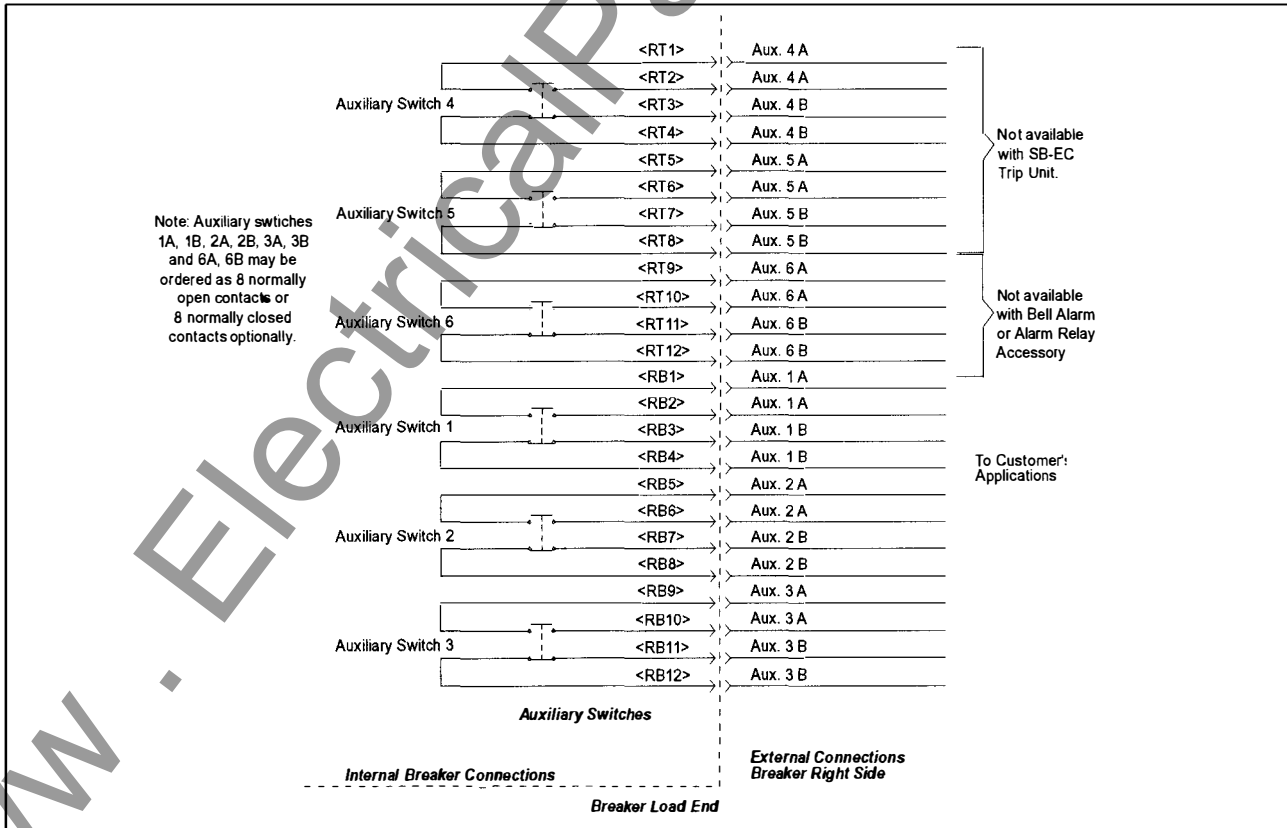 <RT1> Aux. 4 A
<RT2> Aux. 4 A
Auxiliary Switch 4
<RT3> Aux. 4 B
<RT4> Aux. 4 B
Not available
with SB-EC
Trip Unit.
<RT5> Aux. 5 A
<RT6> Aux. 5 A
Auxiliary Switch 5
<RT7> Aux. 5 B
<RT8> Aux. 5 B
Note: Auxiliary swtiches
1A, 1B, 2A, 2B, 3A, 3B
and 6A, 6B may be
ordered as 8 normally
open contacts or
8 normally closed
contacts optionally.
<RT9> Aux. 6 A
<RT10> Aux. 6 A
Auxiliary Switch 6
<RT11> Aux. 6 B
<RT12> Aux. 6 B
Not available
with Bell Alarm
or Alarm Relay
Accessory
<RB1> Aux. 1 A
<RB2> Aux. 1 A
Auxiliary Switch 1
<RB3> Aux. 1 B
<RB4> Aux. 1 B
To Customer's
Applications
<RB5> Aux. 2 A
<RB6> Aux. 2 A
Auxiliary Switch 2
<RB7> Aux. 2 B
<RB8> Aux. 2 B
<RB9> Aux. 3 A
<RB10> Aux. 3 A
Auxiliary Switch 3
<RB11> Aux. 3 B
<RB12> Aux. 3 B
Auxiliary Switches
Internal Breaker Connections
External Connections
Breaker Right Side
Breaker Load End
w . ElectricalPa